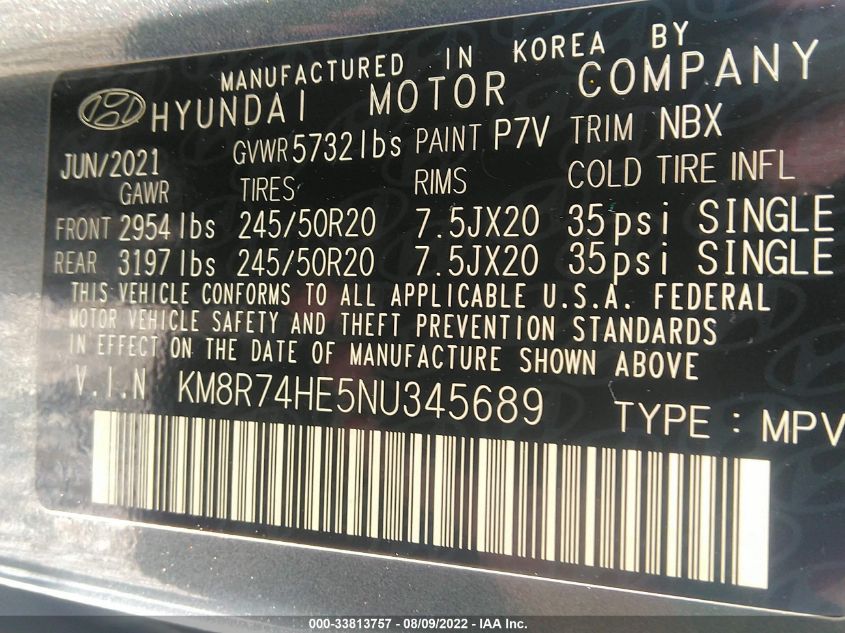 MANUFACTURED IN KOREA BY
HYUNDAI MOTOR COMPANY
JUN/2021 GVWR 5732 lbs PAINT P7V TRIM NBX
GAWR TIRES RIMS COLD TIRE INFL
FRONT 2954 lbs 245/50R20 7.5JX20 35psi SINGLE
REAR 3197 lbs 245/50R20 7.5JX20 35psi SINGLE
THIS VEHICLE CONFORMS TO ALL APPLICABLE U.S.A. FEDERAL
MOTOR VEHICLE SAFETY AND THEFT PREVENTION STANDARDS
IN EFFECT ON THE DATE OF MANUFACTURE SHOWN ABOVE
V.I.N KM8R74HE5NU345689 TYPE : MPV
000-33813757 - 08/09/2022 - IAA Inc.